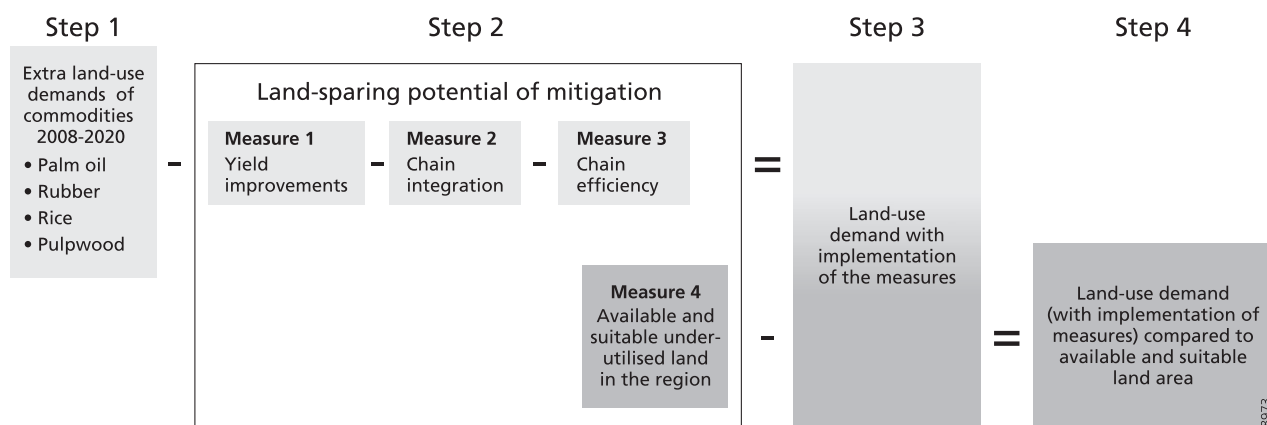 Step 1
Extra land-use
demands of
commodities
2008-2020
• Palm oil
• Rubber
• Rice
• Pulpwood
-
Step 2
Land-sparing potential of mitigation
Measure 1
Yield
improvements
-
Measure 2
Chain
integration
-
Measure 3
Chain
efficiency
Measure 4
Available and
suitable under-
utilised land
in the region
=
-
Step 3
Land-use
demand with
implementation
of the measures
=
Step 4
Land-use demand
(with implementation of
measures) compared to
available and suitable
land area